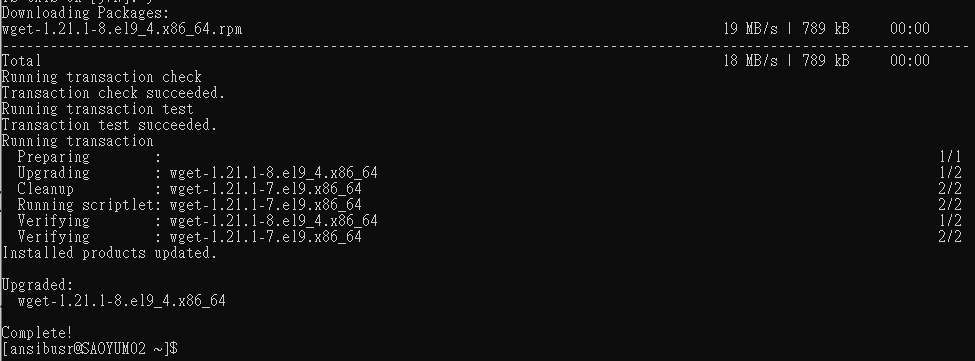 Downloading Packages:
wget-1.21.1-8.el9_4.x86_64.rpm 19 MB/s | 789 kB 00:00
--------------------------------------------------------------------------------
Total 18 MB/s | 789 kB 00:00
Running transaction check
Transaction check succeeded.
Running transaction test
Transaction test succeeded.
Running transaction
Preparing : 1/1
Upgrading : wget-1.21.1-8.el9_4.x86_64 1/2
Cleanup : wget-1.21.1-7.el9.x86_64 2/2
Running scriptlet: wget-1.21.1-7.el9.x86_64 2/2
Verifying : wget-1.21.1-8.el9_4.x86_64 1/2
Verifying : wget-1.21.1-7.el9.x86_64 2/2
Installed products updated.
Upgraded:
wget-1.21.1-8.el9_4.x86_64
Complete!
[ansibusr@SAOYUM02 ~]$